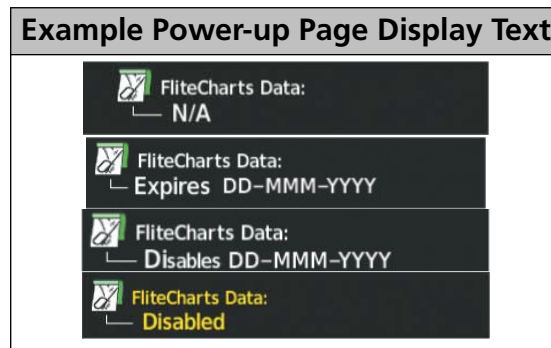 Example Power-up Page Display Text
FliteCharts Data:
N/A
FliteCharts Data:
Expires DD-MMM-YYYY
FliteCharts Data:
Disables DD-MMM-YYYY
FliteCharts Data:
Disabled